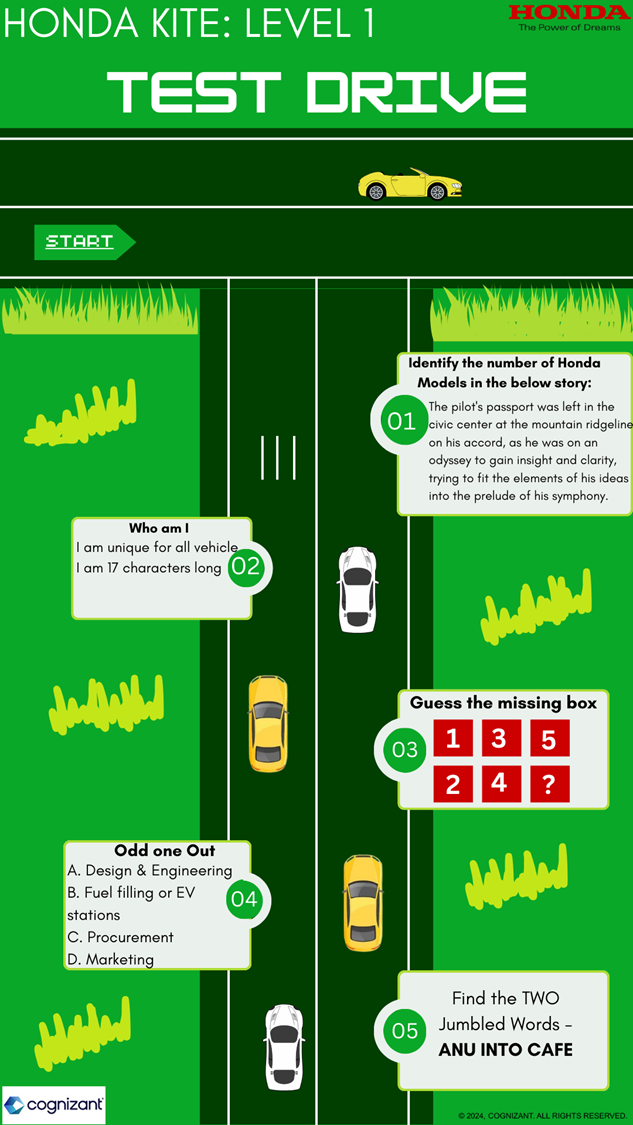 HONDA KITE: LEVEL 1
HONDA
The Power of Dreams
TEST DRIVE
START
Identify the number of Honda
Models in the below story:
01
The pilot's passport was left in the
civic center at the mountain ridgeline
on his accord, as he was on an
odyssey to gain insight and clarity,
trying to fit the elements of his ideas
into the prelude of his symphony.
Who am I
I am unique for all vehicle
I am 17 characters long
02
Guess the missing box
03
1 3 5
2 4 ?
Odd one Out
A. Design & Engineering
B. Fuel filling or EV
stations
C. Procurement
D. Marketing
04
05
Find the TWO
Jumbled Words -
ANU INTO CAFE
cognizant
© 2024, COGNIZANT. ALL RIGHTS RESERVED.